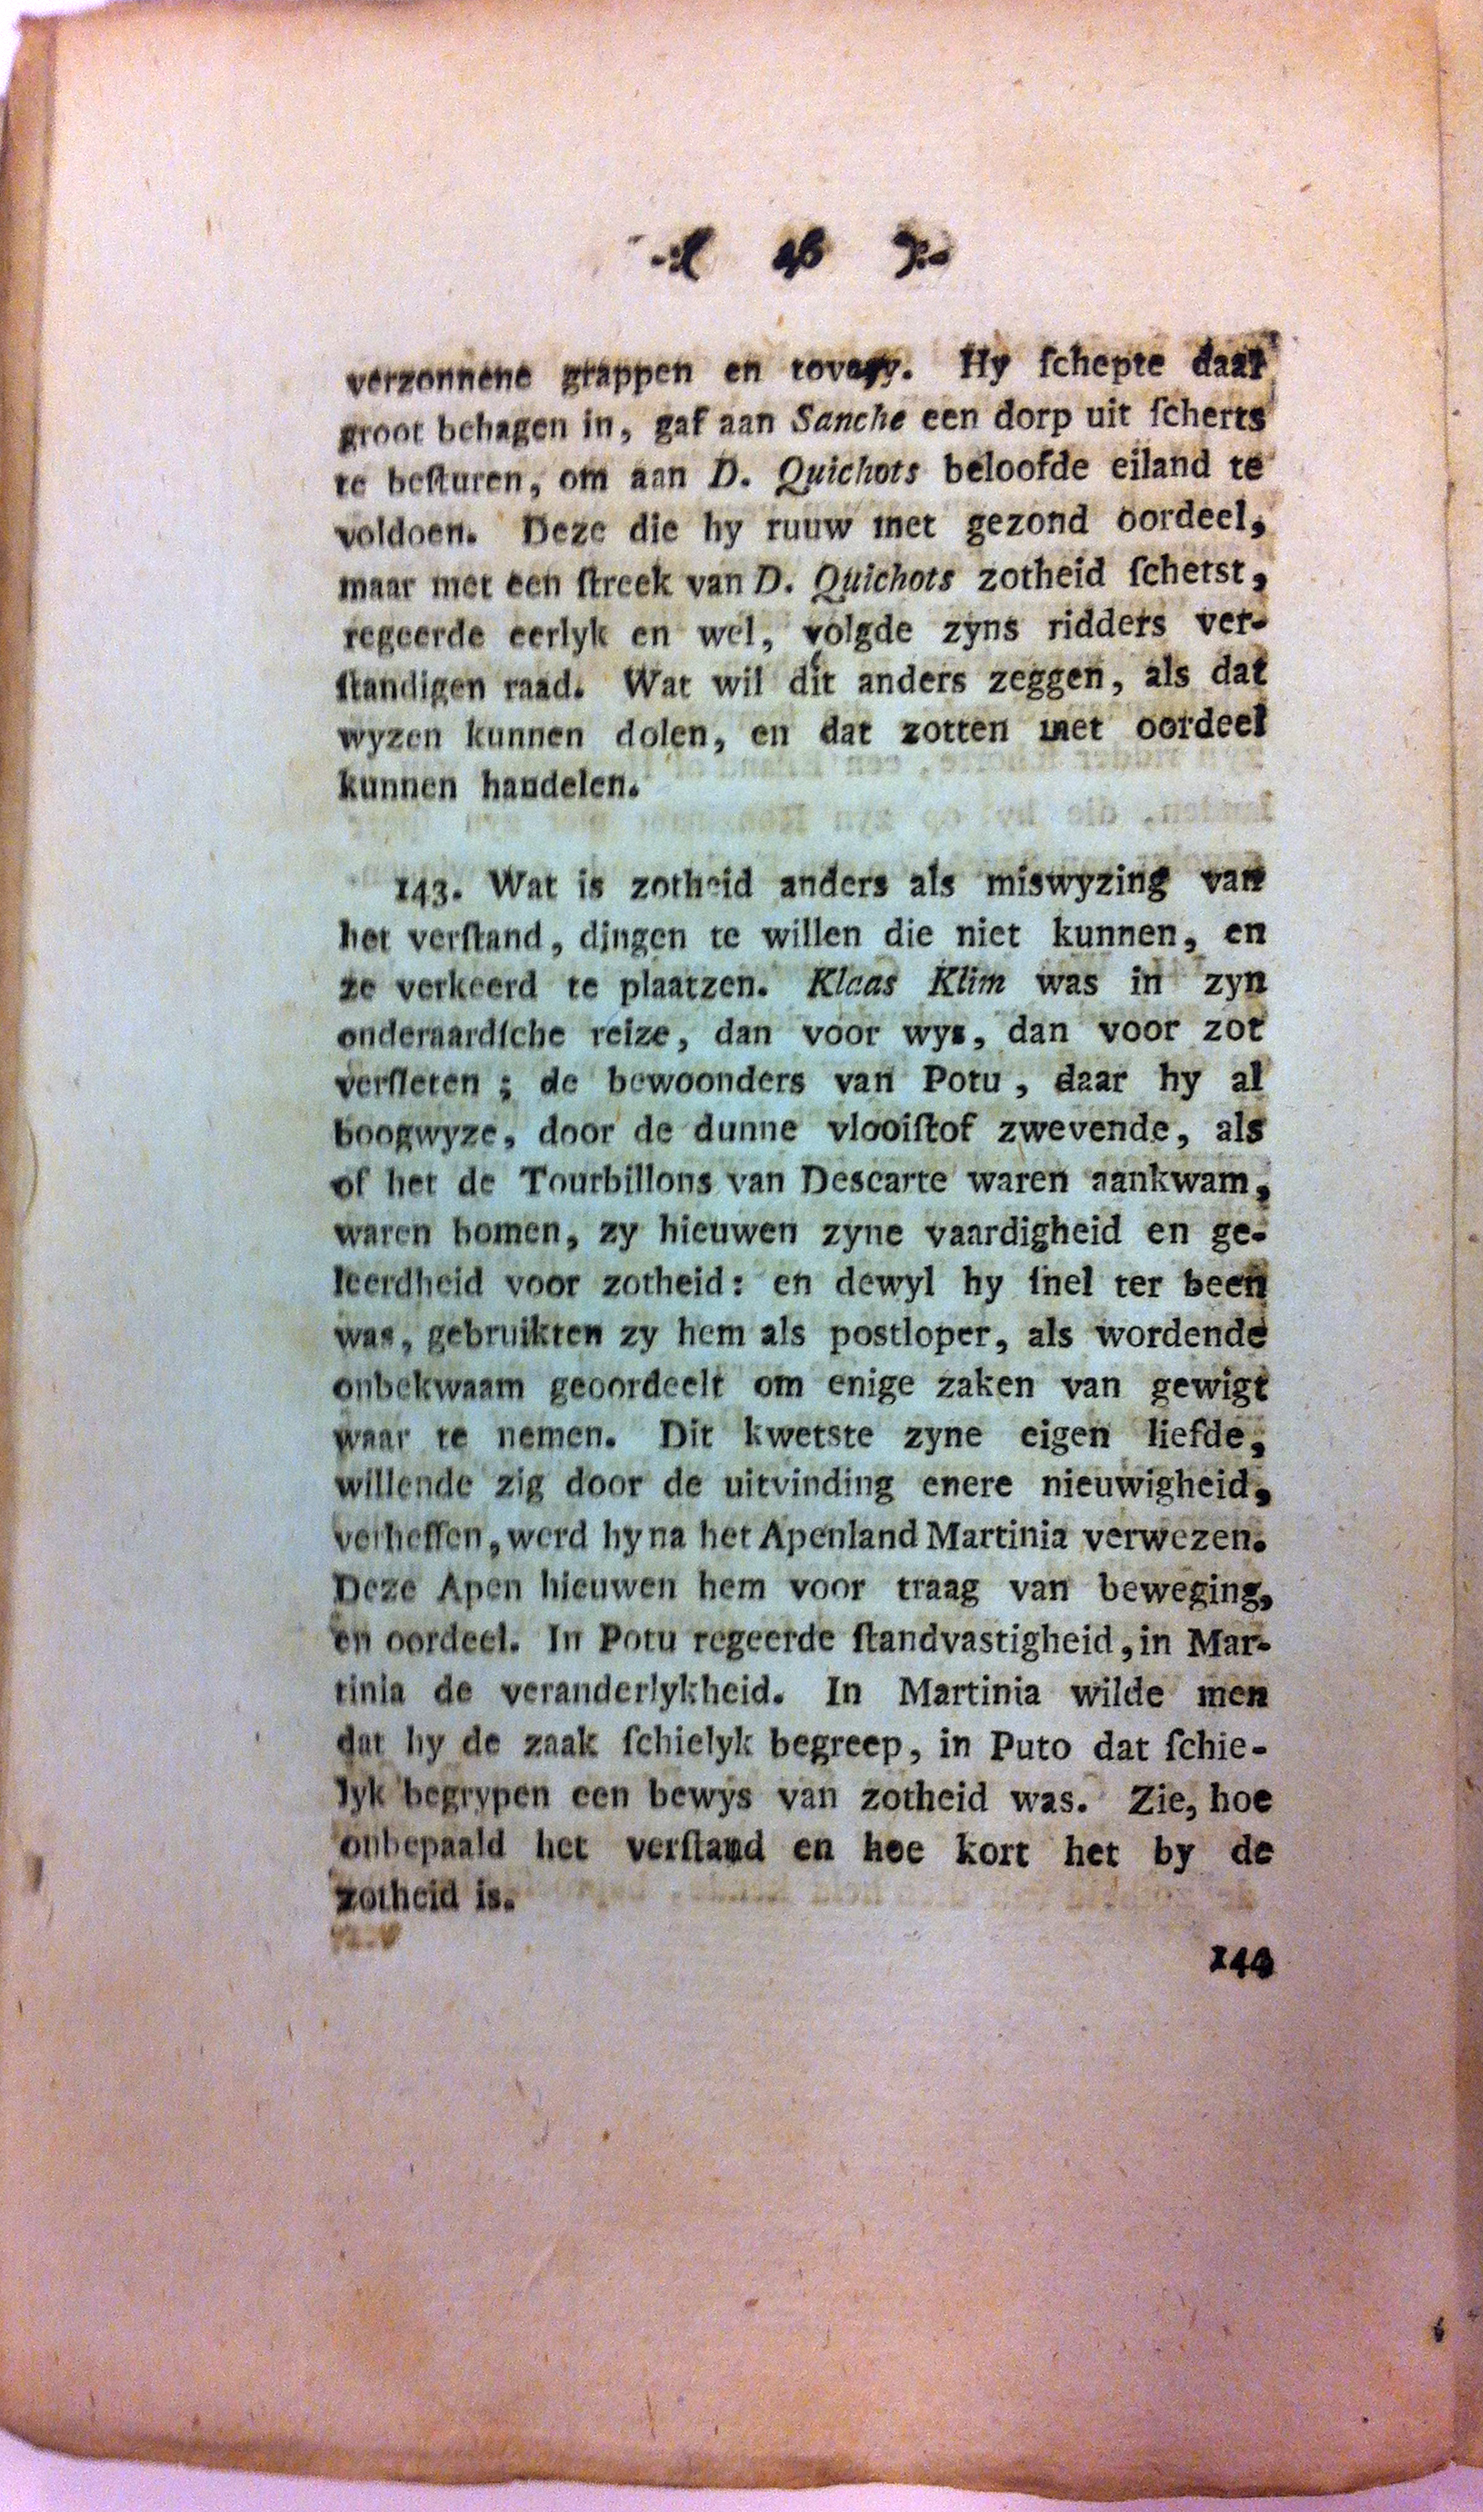 -:( 46 ):-
verzonnene grappen en tovery. Hy ſchepte daar
groot behagen in, gaf aan Sanche een dorp uit ſcherts
te beſturen, om aan D. Quichots beloofde eiland te
voldoen. Deze die hy ruuw met gezond oordeel,
maar met een ſtreek van D. Quichots zotheid ſchetst,
regeerde eerlyk en wel, volgde zyns ridders ver-
ſtandigen raad. Wat wil dit anders zeggen, als dat
wyzen kunnen dolen, en dat zotten met oordeel
kunnen handelen.
143. Wat is zotheid anders als miswyzing van
het verſtand, dingen te willen die niet kunnen, en
ze verkeerd te plaatzen. Klaas Klim was in zyn
onderaardſche reize, dan voor wys, dan voor zot
verſleten; de bewoonders van Potu, daar hy al
boogwyze, door de dunne vlooiſtof zwevende, als
of het de Tourbillons van Descarte waren aankwam,
waren bomen, zy hieuwen zyne vaardigheid en ge-
leerdheid voor zotheid: en dewyl hy ſnel ter been
was, gebruikten zy hem als postloper, als wordende
onbekwaam geoordeelt om enige zaken van gewigt
waar te nemen. Dit kwetste zyne eigen liefde,
willende zig door de uitvinding enere nieuwigheid,
verheffen, werd hy na het Apenland Martinia verwezen.
Deze Apen hieuwen hem voor traag van beweging,
en oordeel. In Potu regeerde ſtandvastigheid, in Mar-
tinia de veranderlykheid. In Martinia wilde men
dat hy de zaak ſchielyk begreep, in Puto dat ſchie-
lyk begrypen een bewys van zotheid was. Zie, hoe
onbepaald het verſtand en hoe kort het by de
zotheid is.
144